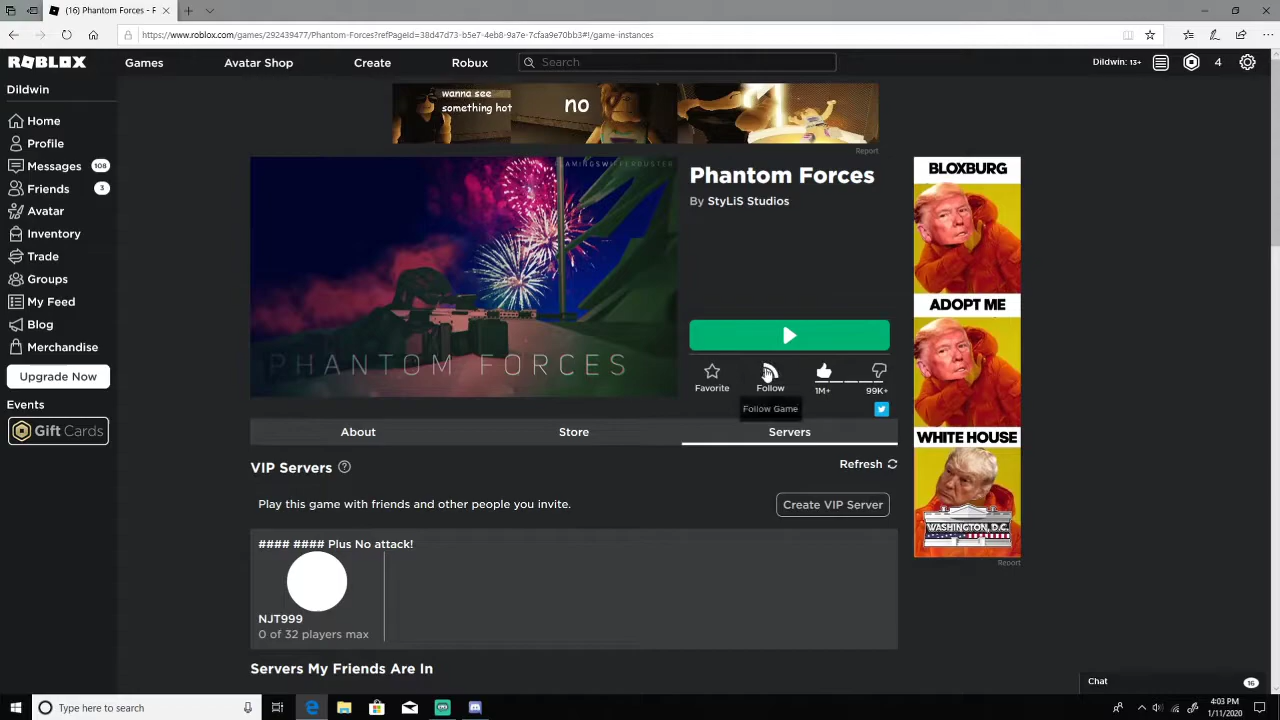 (16) Phantom Forces - F
https://www.roblox.com/games/292439477/Phantom-Forces?refPageId=38d47d73-b5e7-4eb8-9a7e-7cfaa9e70bb3#!/game-instances
ROBLOX
Games
Avatar Shop
Create
Robux
Search
Dildwin: 13+
4
Dildwin
Home
Profile
Messages
108
Friends
3
Avatar
Inventory
Trade
Groups
My Feed
Blog
Merchandise
Upgrade Now
Events
Gift Cards
wanna see
something hot
no
Report
PHANTOM FORCES
Phantom Forces
By StyLiS Studios
Favorite
Follow
1M+
99K+
Follow Game
About
Store
Servers
VIP Servers
Refresh
Play this game with friends and other people you invite.
Create VIP Server
#### #### Plus No attack!
NJT999
0 of 32 players max
Servers My Friends Are In
BLOXBURG
ADOPT ME
WHITE HOUSE
WASHINGTON, D.C.
Report
Chat
16
Type here to search
4:03 PM
1/11/2020